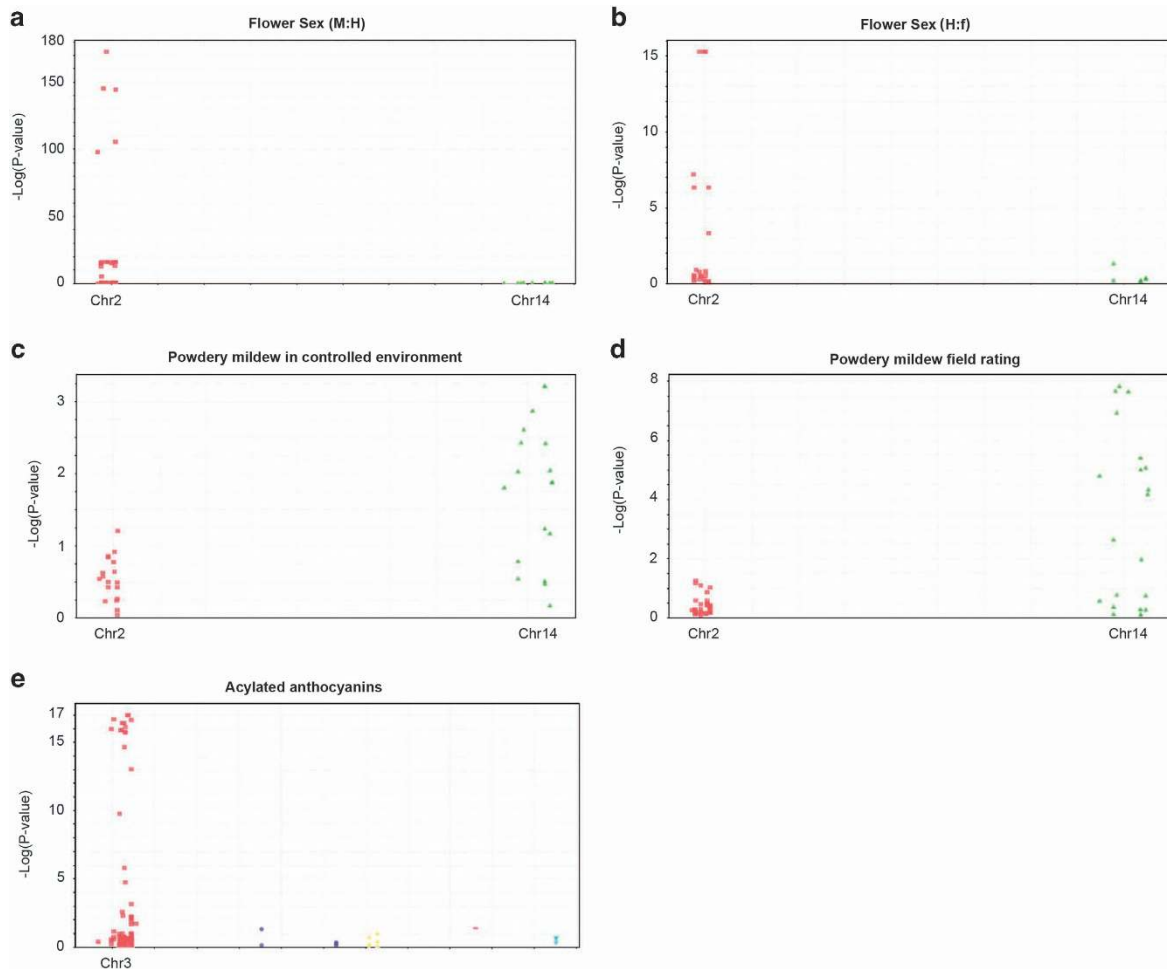 a
Flower Sex (M:H)
180
150
100
50
0
-Log(P-value)
Chr2
Chr14
b
Flower Sex (H:f)
15
10
5
0
-Log(P-value)
Chr2
Chr14
c
Powdery mildew in controlled environment
3
2
1
0
-Log(P-value)
Chr2
Chr14
d
Powdery mildew field rating
8
6
4
2
0
-Log(P-value)
Chr2
Chr14
e
Acylated anthocyanins
17
15
10
5
0
-Log(P-value)
Chr3